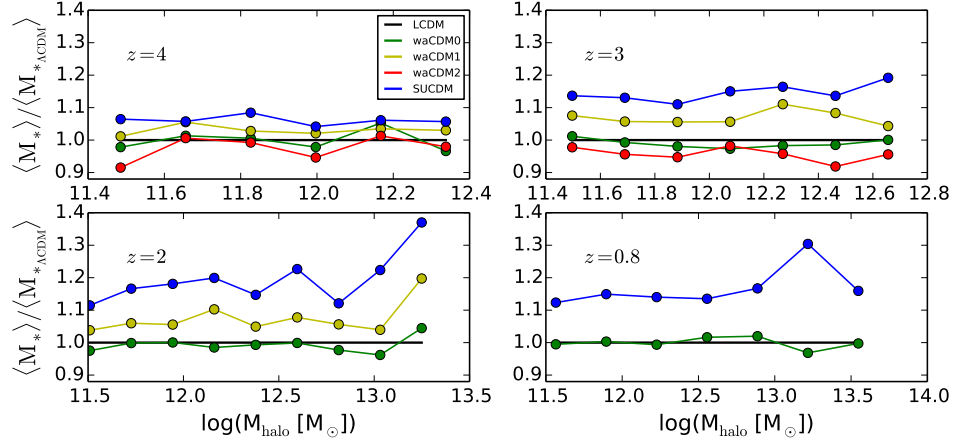 ⟨M∗⟩/⟨M∗ΛCDM⟩
1.4
1.3
1.2
1.1
1.0
0.9
z=4
LCDM
waCDM0
waCDM1
waCDM2
SUCDM
11.4 11.6 11.8 12.0 12.2 12.4
1.4
1.3
1.2
1.1
1.0
0.9
z=3
11.4 11.6 11.8 12.0 12.2 12.4 12.6 12.8
⟨M∗⟩/⟨M∗ΛCDM⟩
1.4
1.3
1.2
1.1
1.0
0.9
z=2
11.5 12.0 12.5 13.0 13.5
log(Mhalo [M⊙])
1.4
1.3
1.2
1.1
1.0
0.9
z=0.8
11.5 12.0 12.5 13.0 13.5 14.0
log(Mhalo [M⊙])